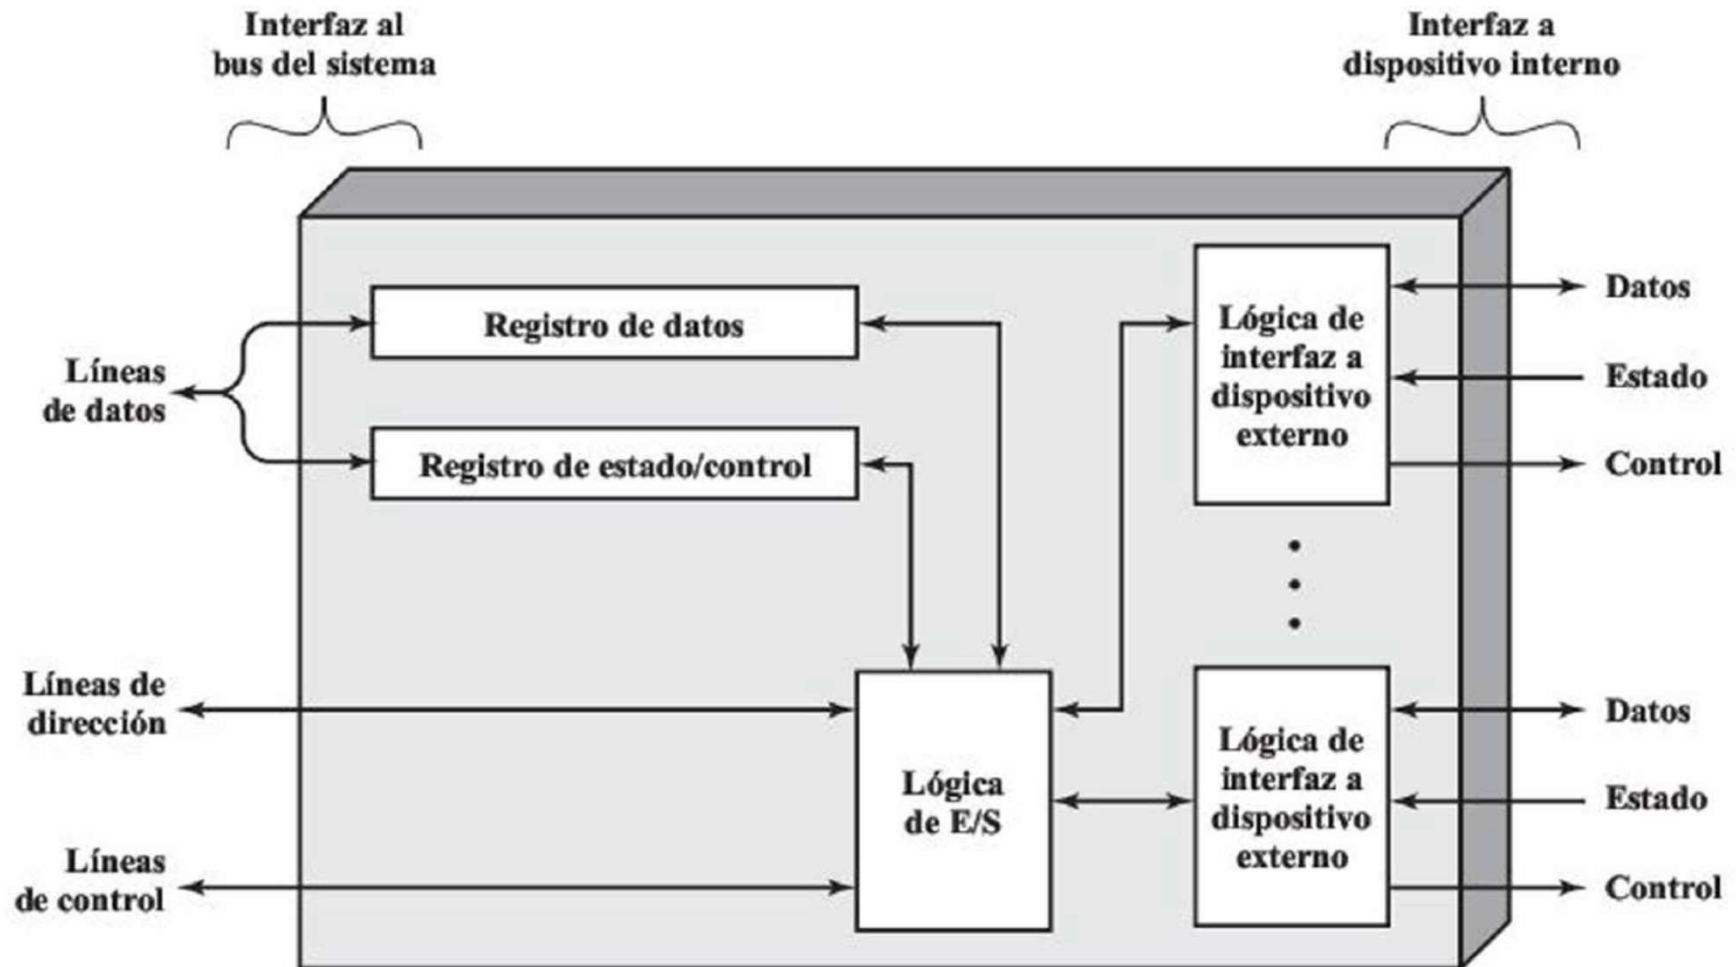 Interfaz al
bus del sistema
Interfaz a
dispositivo interno
Líneas
de datos
Registro de datos
Registro de estado/control
Lógica de
interfaz a
dispositivo
externo
Datos
Estado
Control
Líneas de
dirección
Líneas
de control
Lógica
de E/S
Lógica de
interfaz a
dispositivo
externo
Datos
Estado
Control